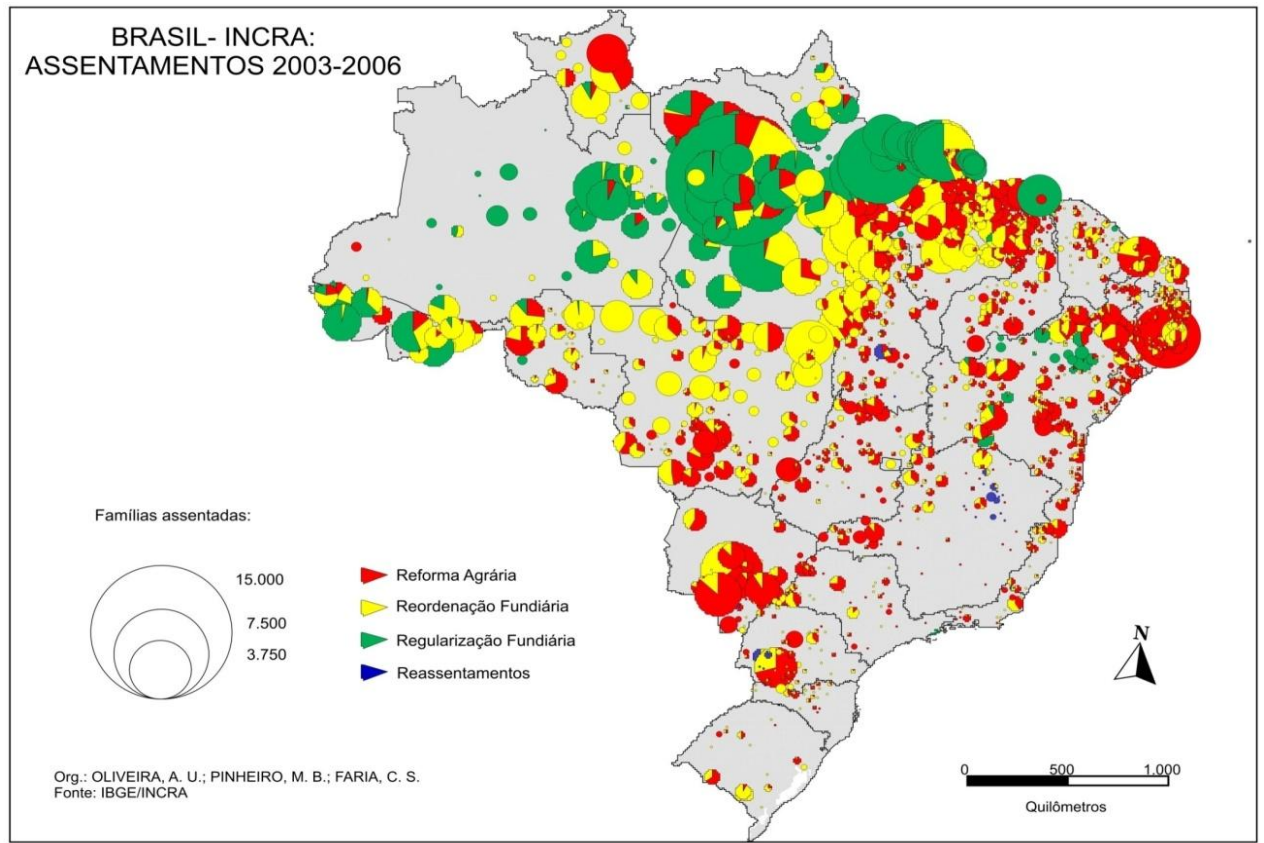 BRASIL- INCRA:
ASSENTAMENTOS 2003-2006
Famílias assentadas:
15.000
7.500
3.750
Reforma Agrária
Reordenação Fundiária
Regularização Fundiária
Reassentamentos
N
Org.: OLIVEIRA, A. U.; PINHEIRO, M. B.; FARIA, C. S.
Fonte: IBGE/INCRA
0 500 1.000
Quilômetros